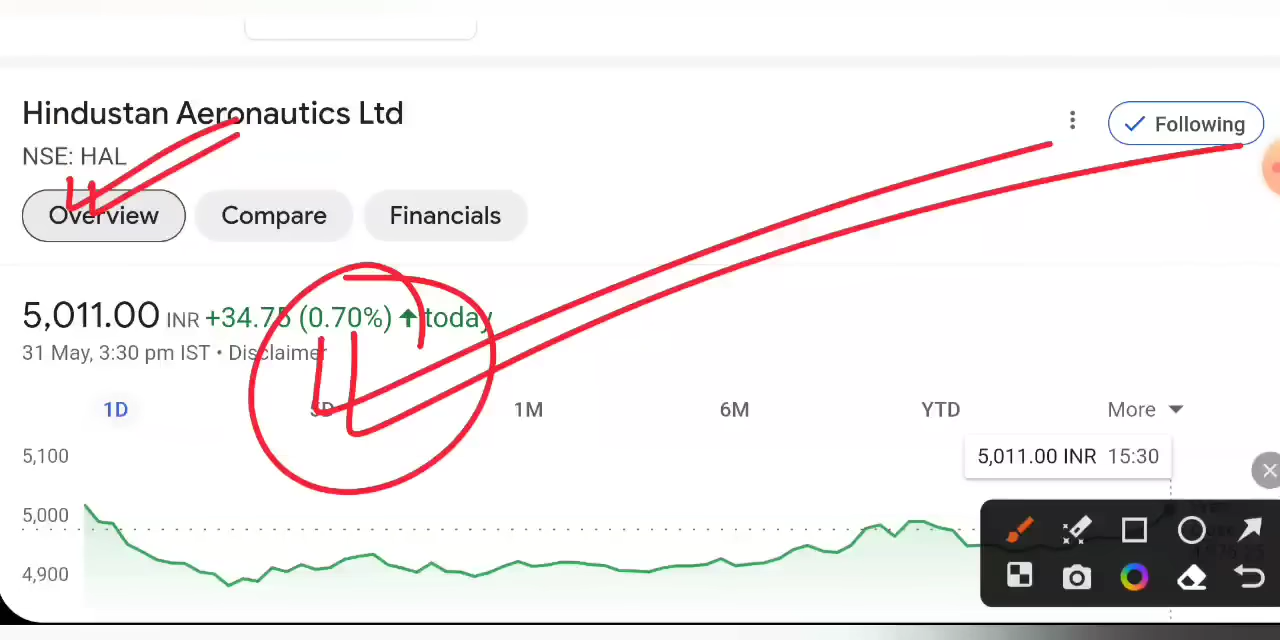 Hindustan Aeronautics Ltd
Following
NSE: HAL
Overview Compare Financials
5,011.00 INR +34.75 (0.70%) ↑ today
31 May, 3:30 pm IST • Disclaimer
1D 5D 1M 6M YTD More
5,100
5,011.00 INR 15:30
5,000
4,900